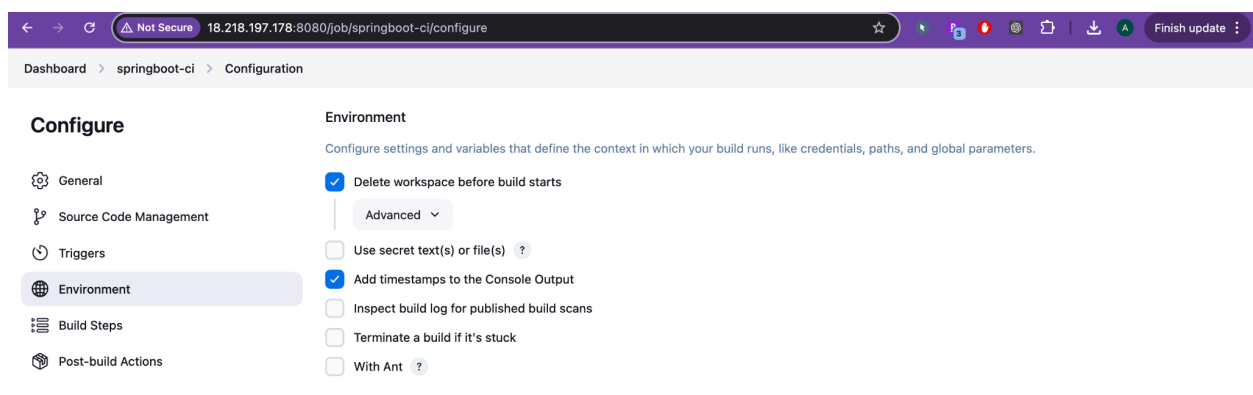 Not Secure 18.218.197.178:8080/job/springboot-ci/configure
3
A
Finish update
Dashboard > springboot-ci > Configuration
Configure
General
Source Code Management
Triggers
Environment
Build Steps
Post-build Actions
Environment
Configure settings and variables that define the context in which your build runs, like credentials, paths, and global parameters.
Delete workspace before build starts
Advanced
Use secret text(s) or file(s) ?
Add timestamps to the Console Output
Inspect build log for published build scans
Terminate a build if it's stuck
With Ant ?